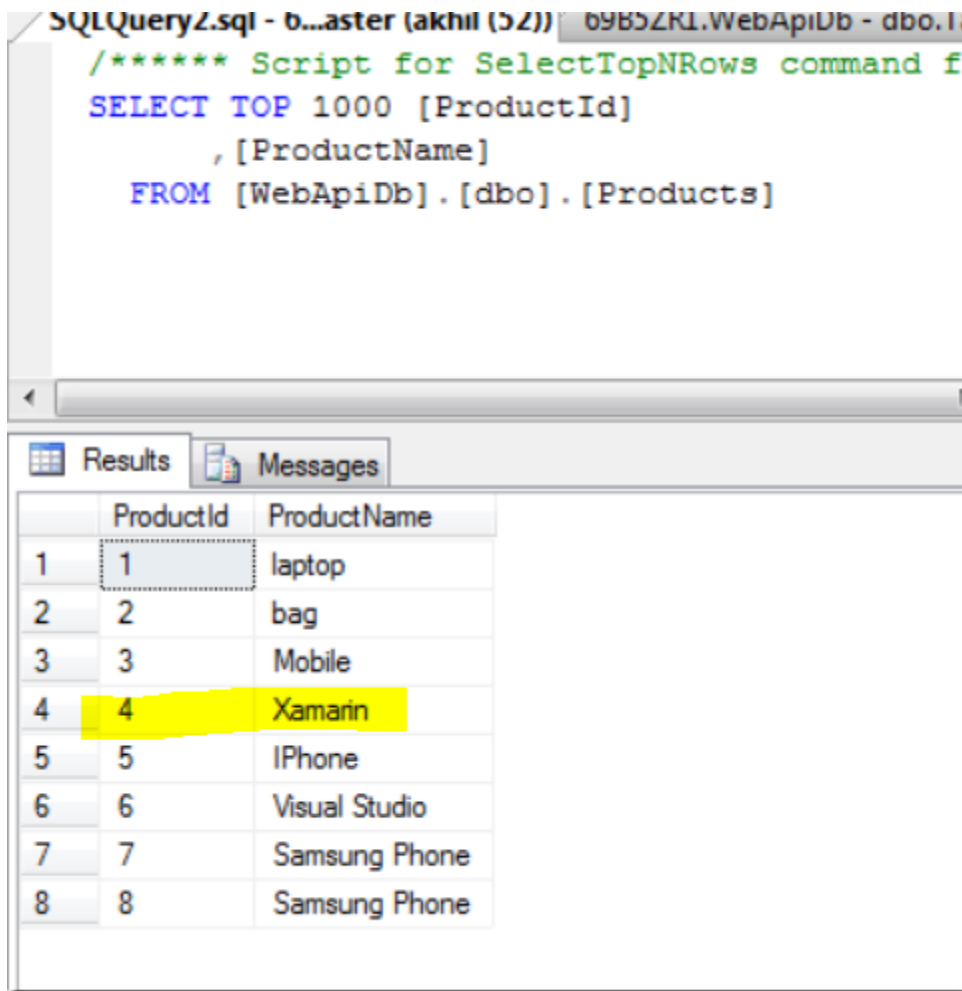 SQLQuery2.sql - 6...aster (akhil (52)) 69B5ZR1.WebApiDb - dbo.Ta
/****** Script for SelectTopNRows command f
SELECT TOP 1000 [ProductId]
,[ProductName]
FROM [WebApiDb].[dbo].[Products]
Results Messages
ProductId ProductName
1 1 laptop
2 2 bag
3 3 Mobile
4 4 Xamarin
5 5 IPhone
6 6 Visual Studio
7 7 Samsung Phone
8 8 Samsung Phone